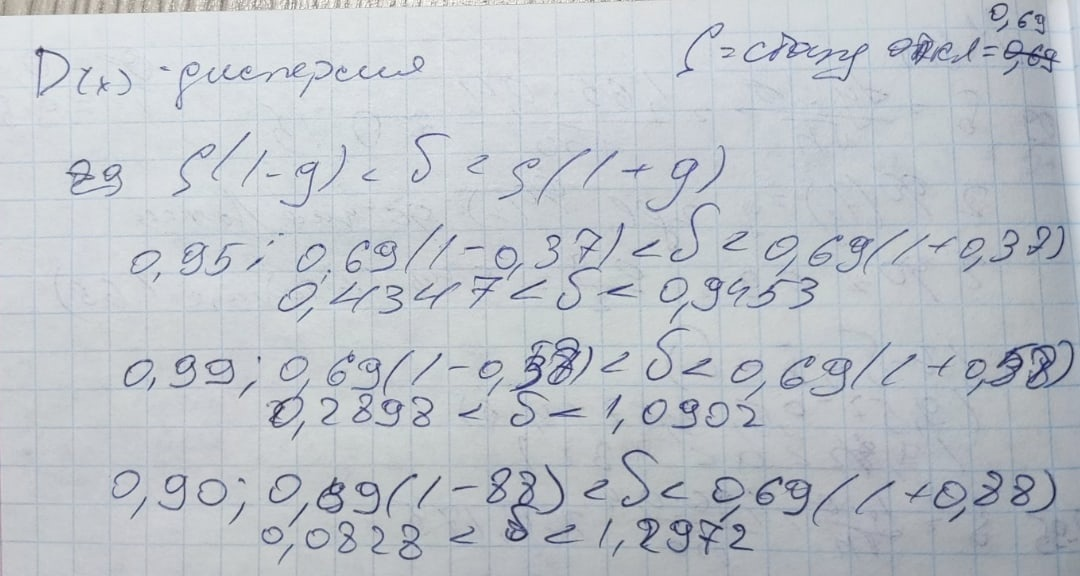 D(x) - дисперсия
S = станд откл = 0,69
S(1-q) < δ < S(1+q)
0,95; 0,69(1-0,37) < δ < 0,69(1+0,37)
0,4347 < δ < 0,9453
0,99; 0,69(1-0,58) < δ < 0,69(1+0,58)
0,2898 < δ < 1,0902
0,90; 0,69(1-88) < δ < 0,69(1+0,88)
0,0828 < δ < 1,2972